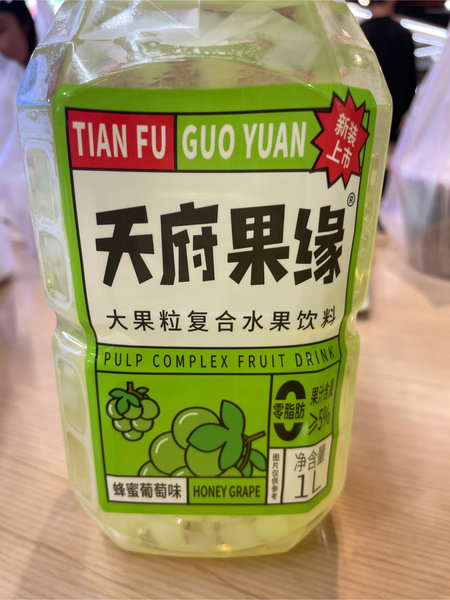 TIAN FU GUO YUAN
新装
上市
天府果缘®
大果粒复合水果饮料
PULP COMPLEX FRUIT DRINK
0
零脂肪
果汁含量
≥5%
图片仅供参考
净含量
1L
蜂蜜葡萄味 HONEY GRAPE